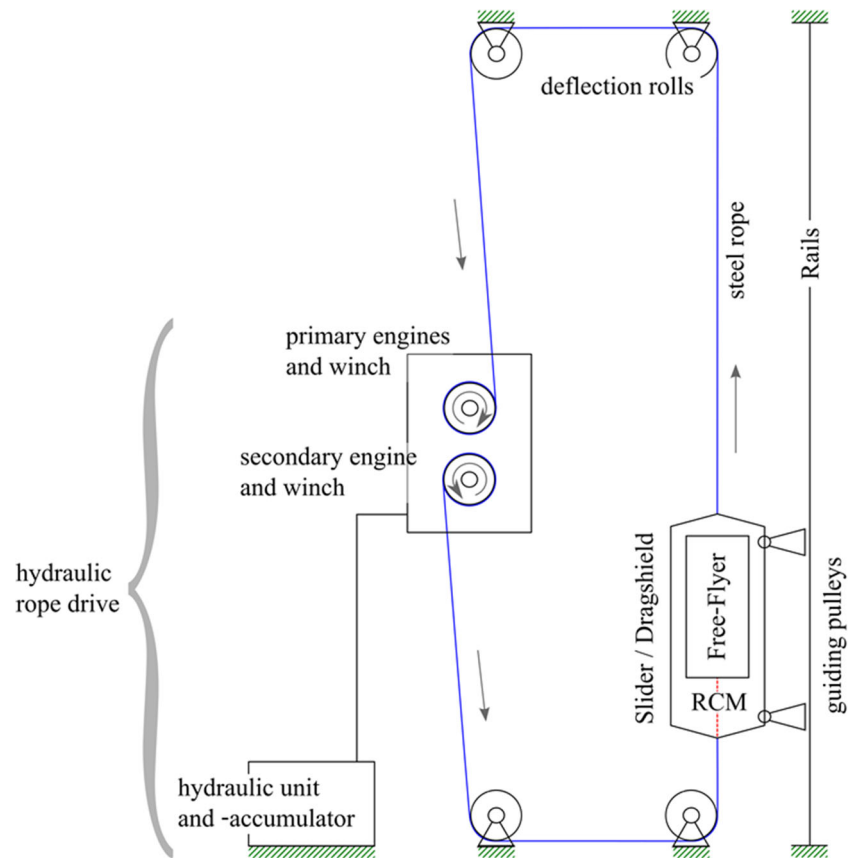 deflection rolls
steel rope
Rails
primary engines
and winch
secondary engine
and winch
hydraulic
rope drive
Slider / Dragshield
Free-Flyer
RCM
guiding pulleys
hydraulic unit
and -accumulator